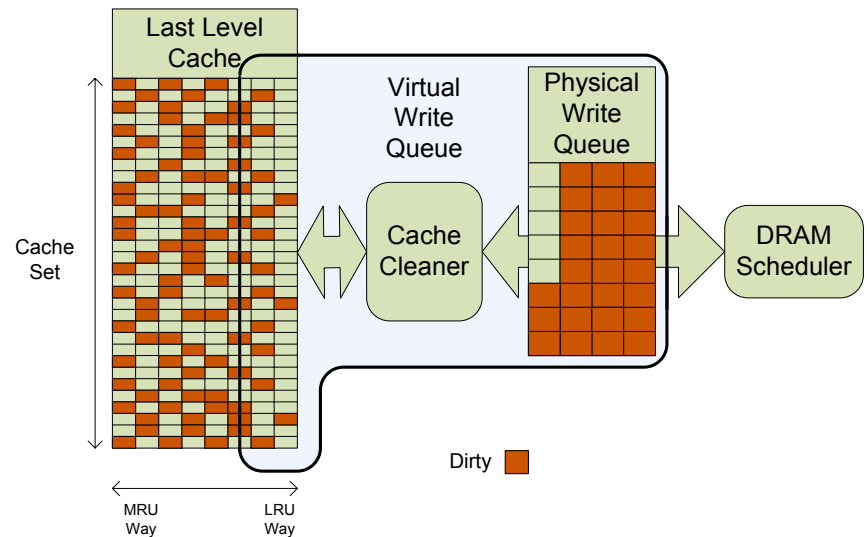 Last Level
Cache
Virtual
Write
Queue
Physical
Write
Queue
Cache
Set
Cache
Cleaner
DRAM
Scheduler
Dirty
MRU
Way
LRU
Way